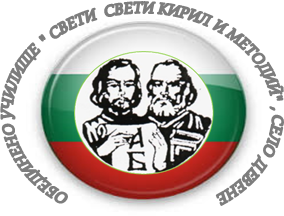 ОБЕДИНЕНО УЧИЛИЩЕ " СВЕТИ СВЕТИ КИРИЛ И МЕТОДИЙ" , СЕЛО ДЕВЕНЕ
А
Б